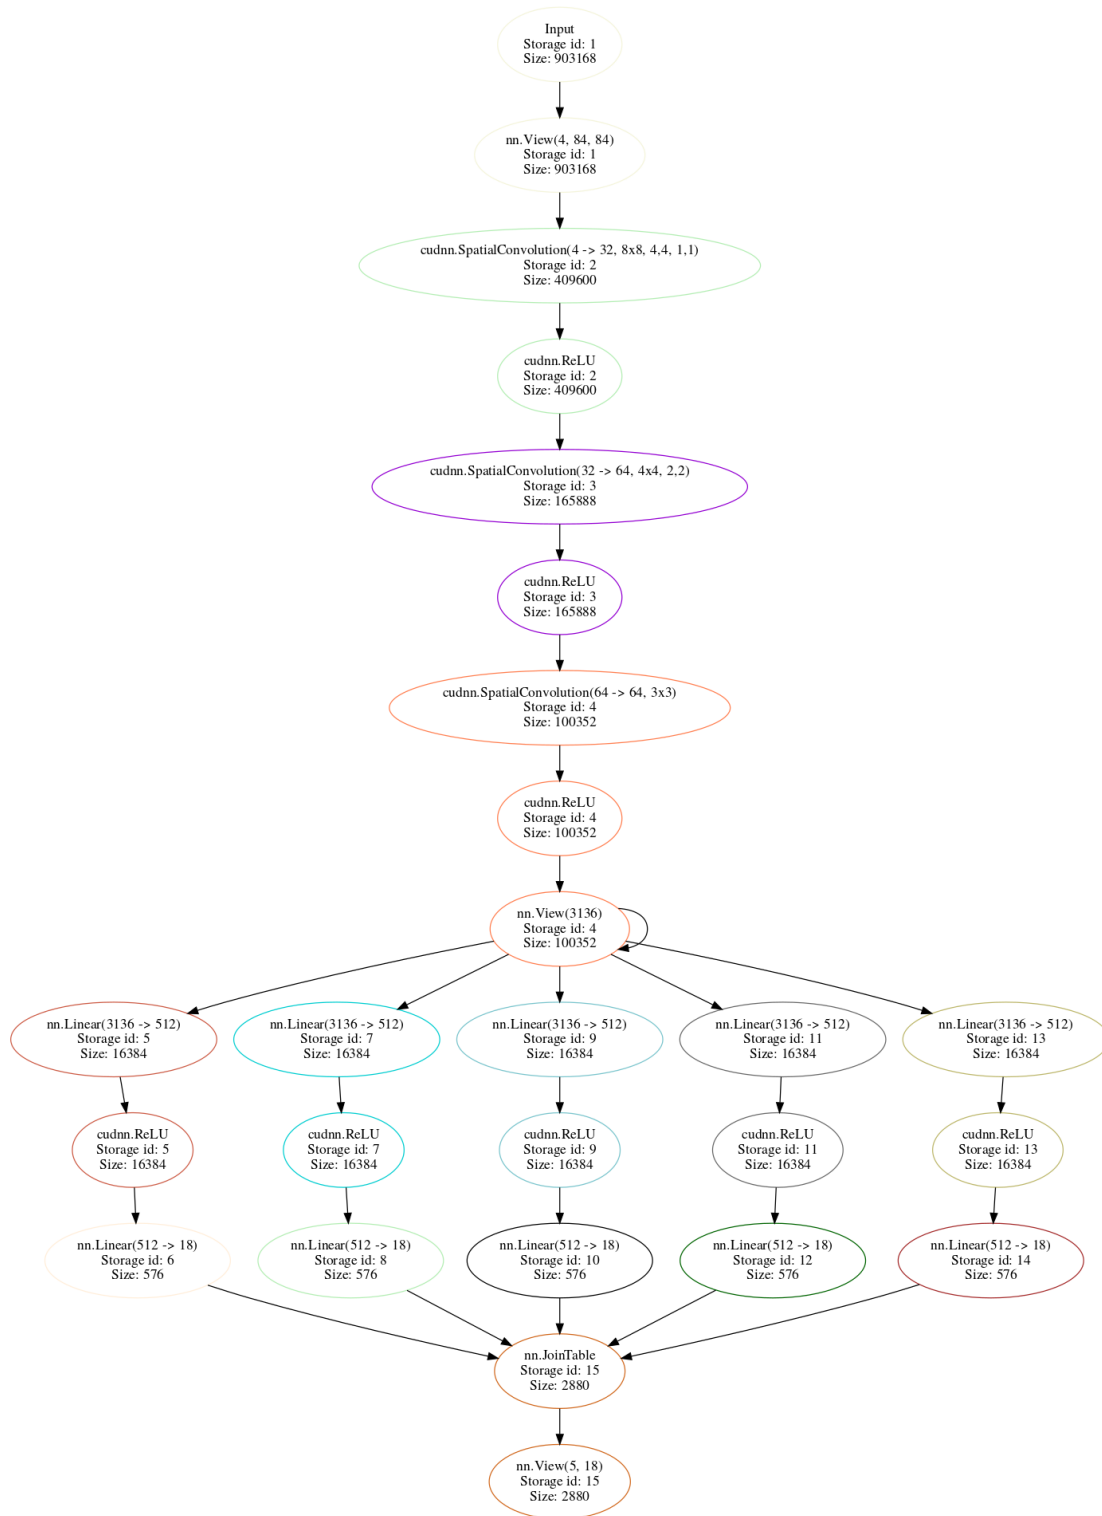 Input
Storage id: 1
Size: 903168
nn.View(4, 84, 84)
Storage id: 1
Size: 903168
cudnn.SpatialConvolution(4 -> 32, 8x8, 4,4, 1,1)
Storage id: 2
Size: 409600
cudnn.ReLU
Storage id: 2
Size: 409600
cudnn.SpatialConvolution(32 -> 64, 4x4, 2,2)
Storage id: 3
Size: 165888
cudnn.ReLU
Storage id: 3
Size: 165888
cudnn.SpatialConvolution(64 -> 64, 3x3)
Storage id: 4
Size: 100352
cudnn.ReLU
Storage id: 4
Size: 100352
nn.View(3136)
Storage id: 4
Size: 100352
nn.Linear(3136 -> 512)
Storage id: 5
Size: 16384
nn.Linear(3136 -> 512)
Storage id: 7
Size: 16384
nn.Linear(3136 -> 512)
Storage id: 9
Size: 16384
nn.Linear(3136 -> 512)
Storage id: 11
Size: 16384
nn.Linear(3136 -> 512)
Storage id: 13
Size: 16384
cudnn.ReLU
Storage id: 5
Size: 16384
cudnn.ReLU
Storage id: 7
Size: 16384
cudnn.ReLU
Storage id: 9
Size: 16384
cudnn.ReLU
Storage id: 11
Size: 16384
cudnn.ReLU
Storage id: 13
Size: 16384
nn.Linear(512 -> 18)
Storage id: 6
Size: 576
nn.Linear(512 -> 18)
Storage id: 8
Size: 576
nn.Linear(512 -> 18)
Storage id: 10
Size: 576
nn.Linear(512 -> 18)
Storage id: 12
Size: 576
nn.Linear(512 -> 18)
Storage id: 14
Size: 576
nn.JoinTable
Storage id: 15
Size: 2880
nn.View(5, 18)
Storage id: 15
Size: 2880